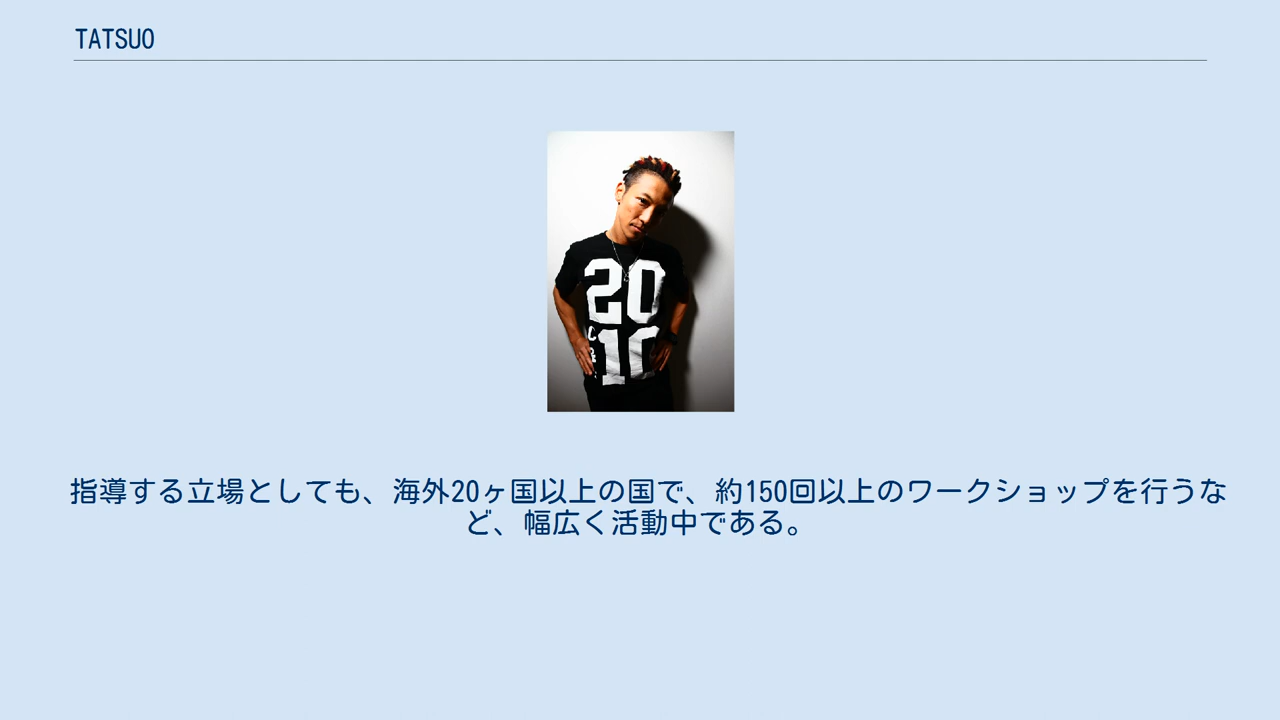 TATSUO
20
10
指導する立場としても、海外20ヶ国以上の国で、約150回以上のワークショップを行うな
ど、幅広く活動中である。